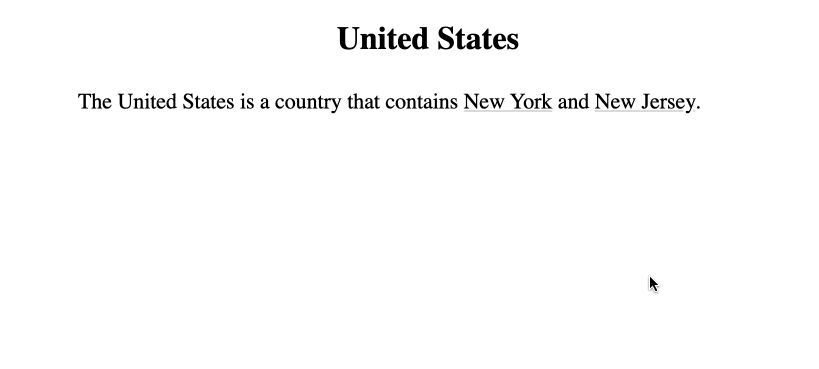 United States
The United States is a country that contains New York and New Jersey.